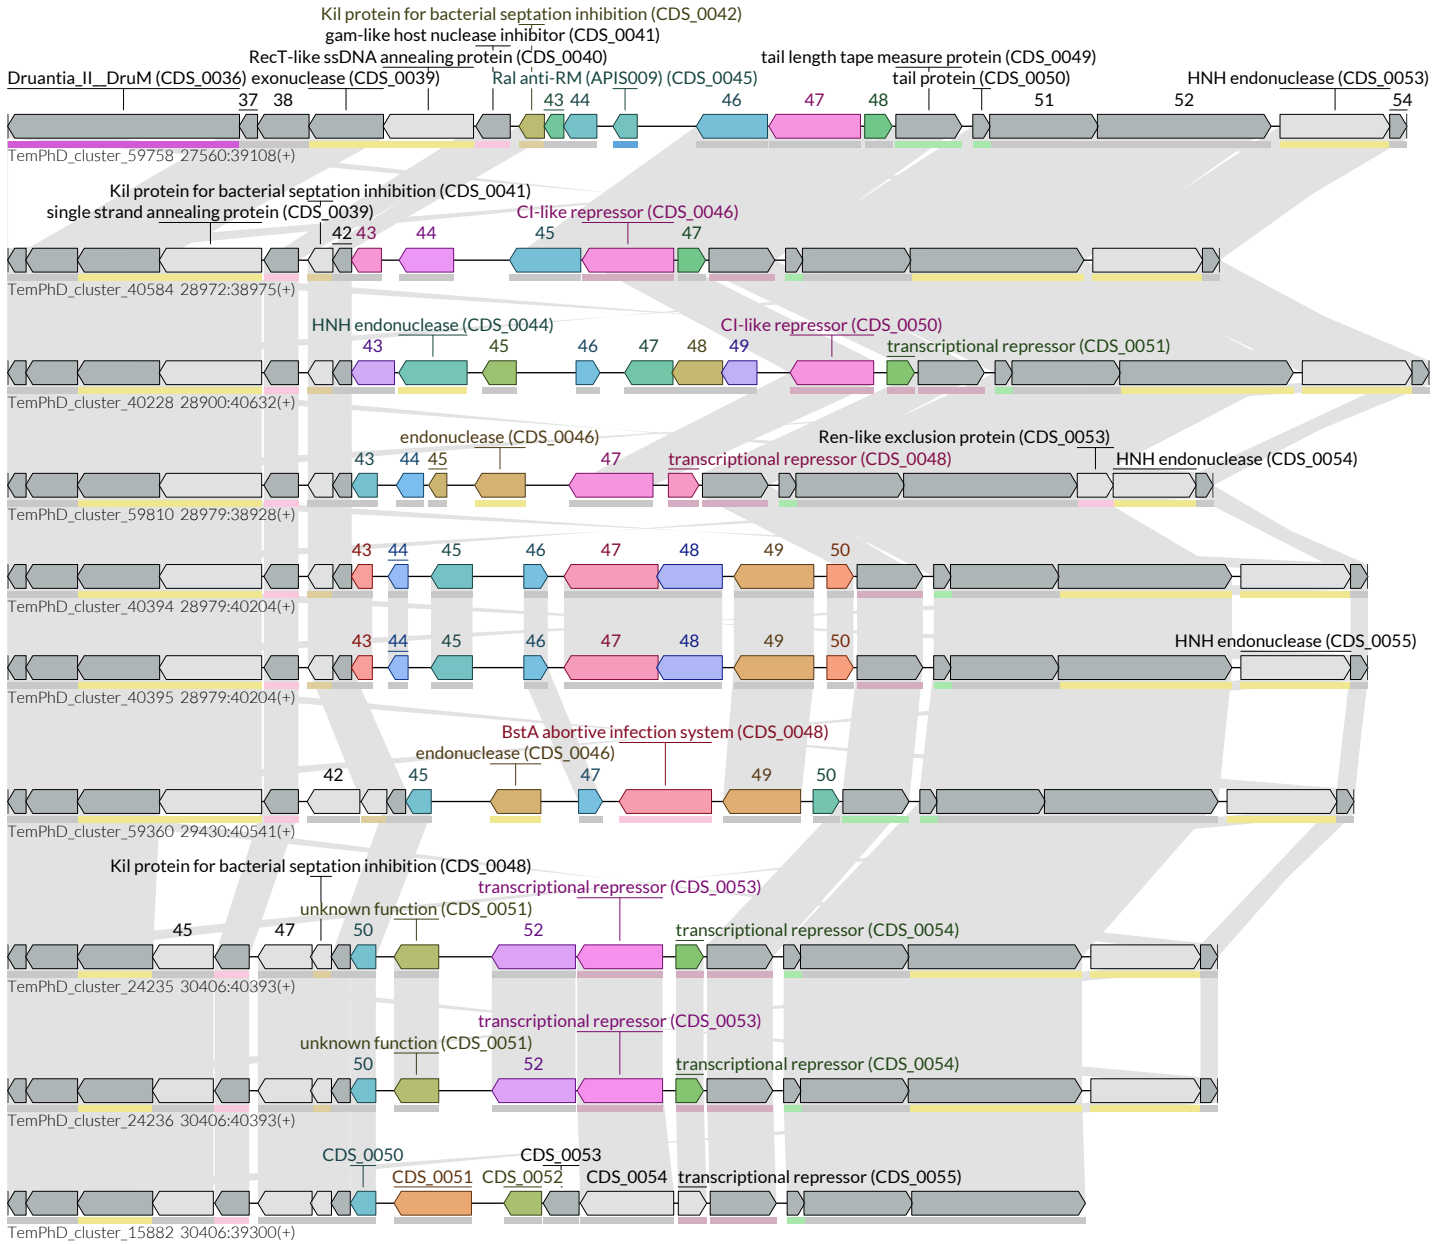 Kil protein for bacterial septation inhibition (CDS_0042)
gam-like host nuclease inhibitor (CDS_0041)
RecT-like ssDNA annealing protein (CDS_0040) tail length tape measure protein (CDS_0049)
Druantia_II__DruM (CDS_0036) exonuclease (CDS_0039) Ral anti-RM (APIS009) (CDS_0045) tail protein (CDS_0050) HNH endonuclease (CDS_0053)
37 38 43 44 46 47 48 51 52 54
TemPhD_cluster_59758 27560:39108(+)
Kil protein for bacterial septation inhibition (CDS_0041)
single strand annealing protein (CDS_0039) CI-like repressor (CDS_0046)
42 43 44 45 47
TemPhD_cluster_40584 28972:38975(+)
HNH endonuclease (CDS_0044) CI-like repressor (CDS_0050)
43 45 46 47 48 49 transcriptional repressor (CDS_0051)
TemPhD_cluster_40228 28900:40632(+)
endonuclease (CDS_0046) Ren-like exclusion protein (CDS_0053)
43 44 45 47 transcriptional repressor (CDS_0048) HNH endonuclease (CDS_0054)
TemPhD_cluster_59810 28979:38928(+)
43 44 45 46 47 48 49 50
TemPhD_cluster_40394 28979:40204(+)
43 44 45 46 47 48 49 50 HNH endonuclease (CDS_0055)
TemPhD_cluster_40395 28979:40204(+)
BstA abortive infection system (CDS_0048)
endonuclease (CDS_0046)
42 45 47 49 50
TemPhD_cluster_59360 29430:40541(+)
Kil protein for bacterial septation inhibition (CDS_0048)
transcriptional repressor (CDS_0053)
unknown function (CDS_0051)
45 47 50 52 transcriptional repressor (CDS_0054)
TemPhD_cluster_24235 30406:40393(+)
transcriptional repressor (CDS_0053)
unknown function (CDS_0051)
50 52 transcriptional repressor (CDS_0054)
TemPhD_cluster_24236 30406:40393(+)
CDS_0050 CDS_0053
CDS_0051 CDS_0052 CDS_0054 transcriptional repressor (CDS_0055)
TemPhD_cluster_15882 30406:39300(+)